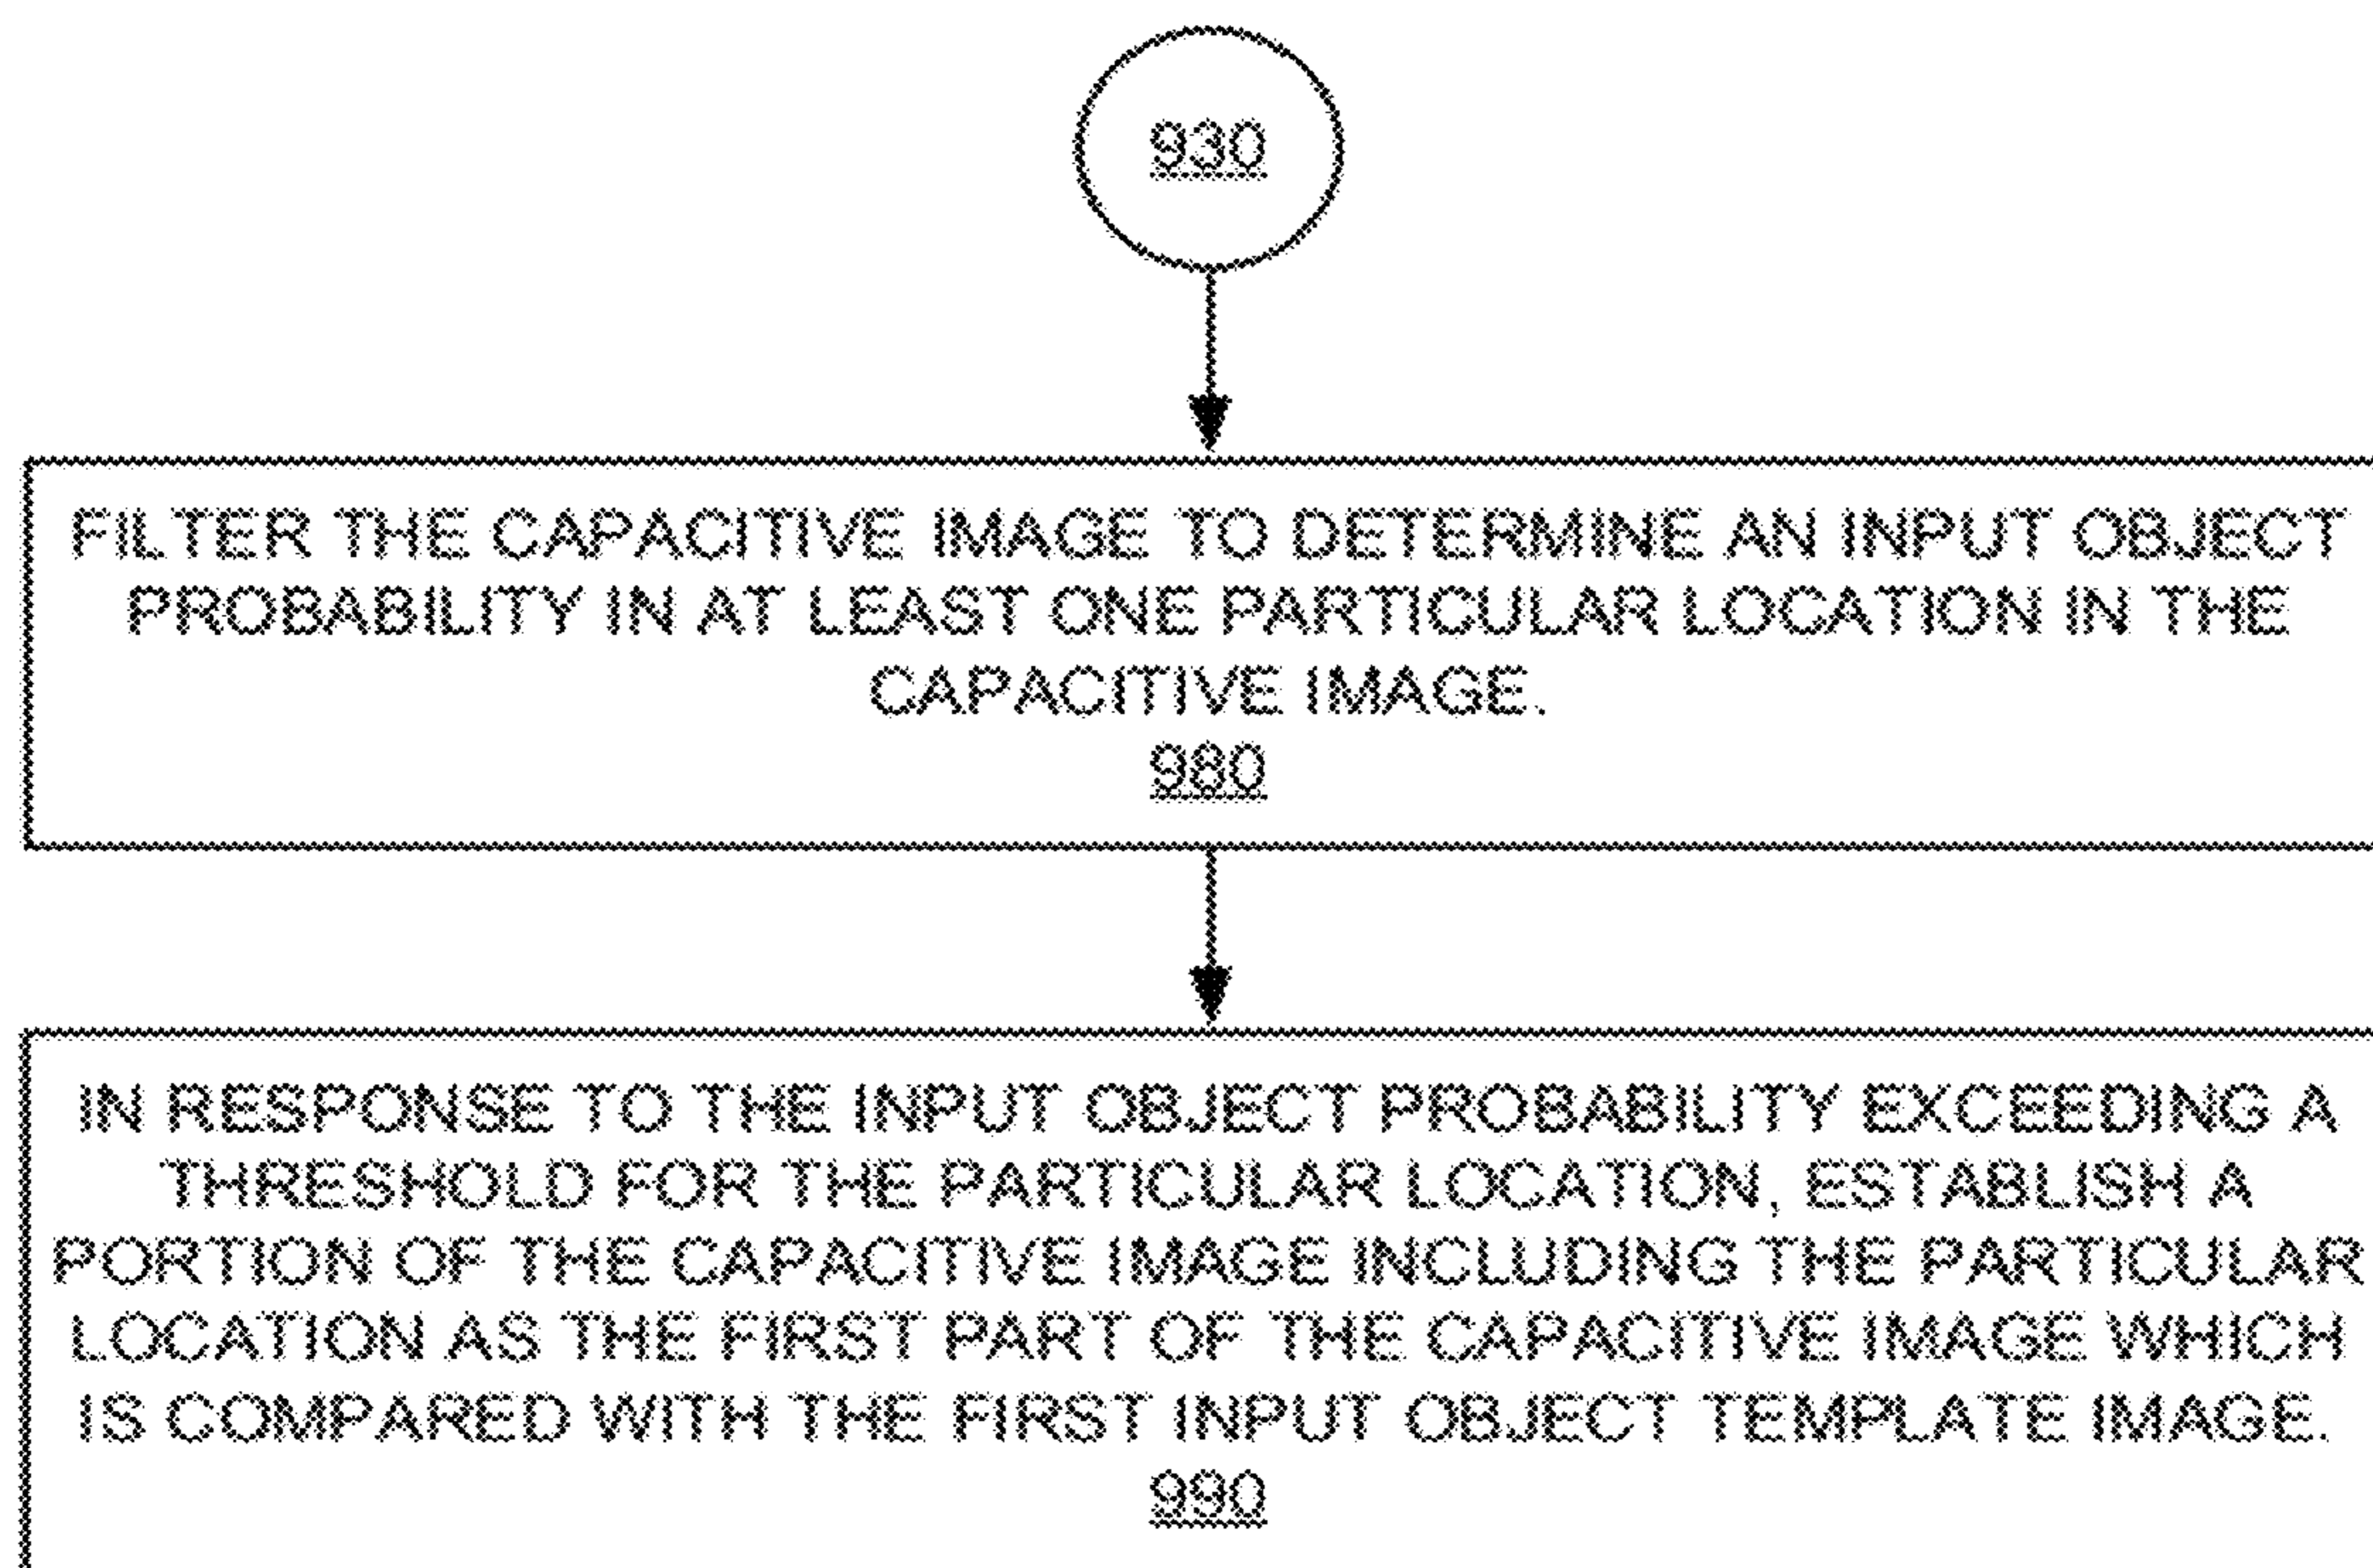 930
FILTER THE CAPACITIVE IMAGE TO DETERMINE AN INPUT OBJECT
PROBABILITY IN AT LEAST ONE PARTICULAR LOCATION IN THE
CAPACITIVE IMAGE.
980
IN RESPONSE TO THE INPUT OBJECT PROBABILITY EXCEEDING A
THRESHOLD FOR THE PARTICULAR LOCATION, ESTABLISH A
PORTION OF THE CAPACITIVE IMAGE INCLUDING THE PARTICULAR
LOCATION AS THE FIRST PART OF THE CAPACITIVE IMAGE WHICH
IS COMPARED WITH THE FIRST INPUT OBJECT TEMPLATE IMAGE.
990